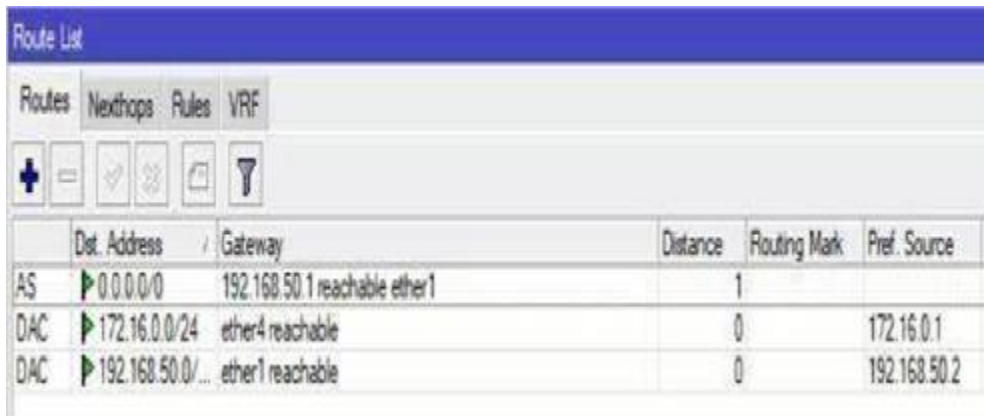 Route List
Routes Nexthops Rules VRF
Dst. Address / Gateway Distance Routing Mark Pref. Source
AS 0.0.0.0/0 192.168.50.1 reachable ether1 1
DAC 172.16.0.0/24 ether4 reachable 0 172.16.0.1
DAC 192.168.50.0/... ether1 reachable 0 192.168.50.2